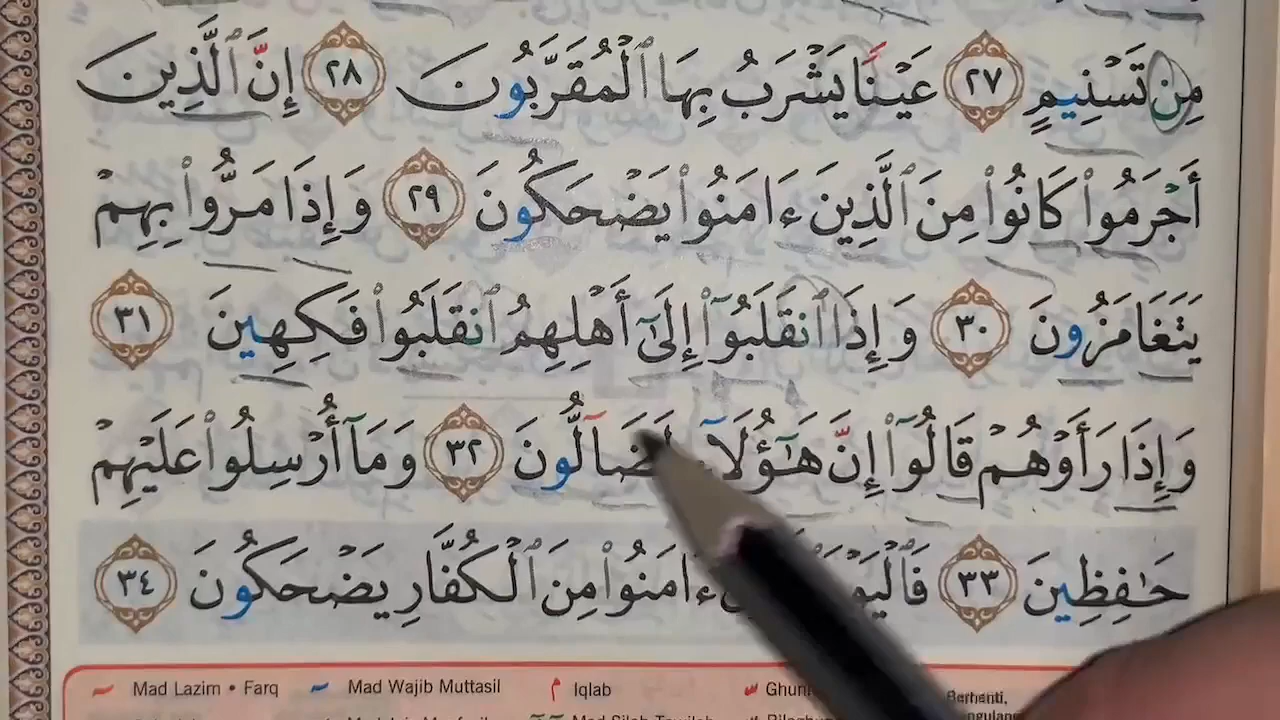 مِن تَسْنِيمٍ ٢٧ عَيْنًا يَشْرَبُ بِهَا ٱلْمُقَرَّبُونَ ٢٨ إِنَّ ٱلَّذِينَ
أَجْرَمُوا۟ كَانُوا۟ مِنَ ٱلَّذِينَ ءَامَنُوا۟ يَضْحَكُونَ ٢٩ وَإِذَا مَرُّوا۟ بِهِمْ
يَتَغَامَزُونَ ٣٠ وَإِذَا ٱنقَلَبُوٓا۟ إِلَىٰٓ أَهْلِهِمُ ٱنقَلَبُوا۟ فَكِهِينَ ٣١
وَإِذَا رَأَوْهُمْ قَالُوٓا۟ إِنَّ هَـٰٓؤُلَآءِ لَضَآلُّونَ ٣٢ وَمَآ أُرْسِلُوا۟ عَلَيْهِمْ
حَـٰفِظِينَ ٣٣ ءَامَنُوا۟ مِنَ ٱلْكُفَّارِ يَضْحَكُونَ ٣٤
Mad Lazim • Farq Mad Wajib Muttasil Iqlab Berhenti,